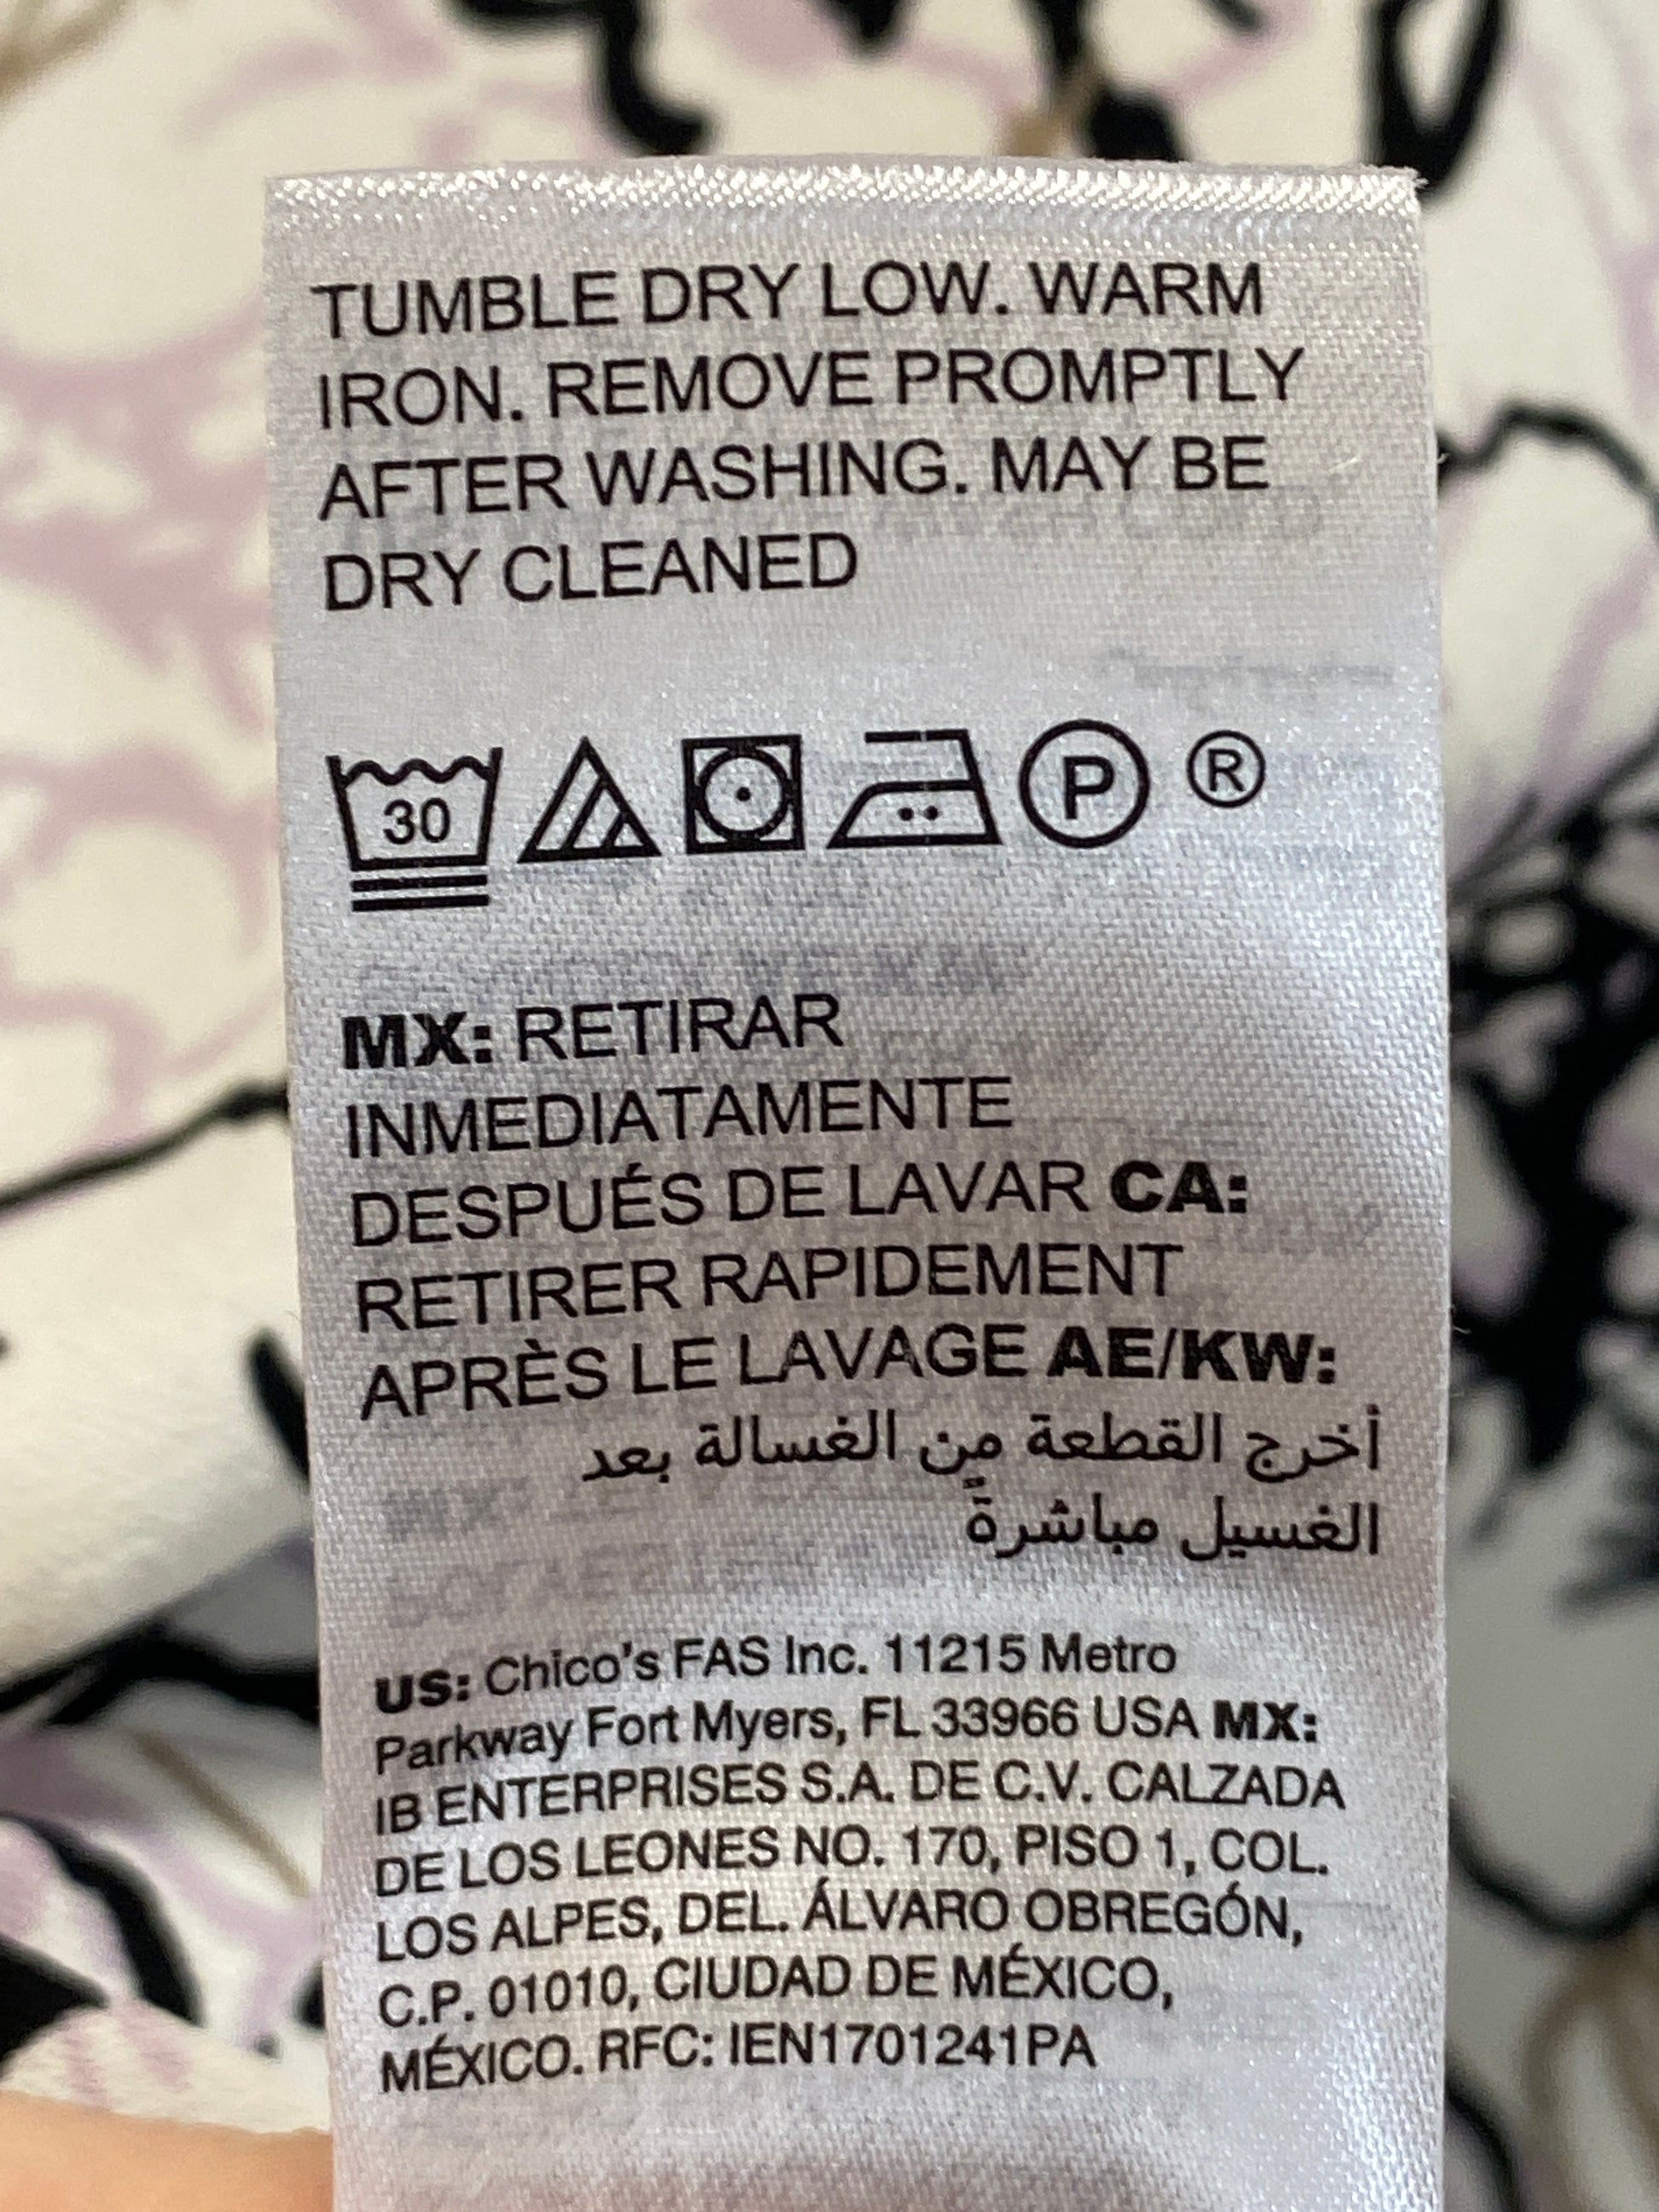 TUMBLE DRY LOW. WARM
IRON. REMOVE PROMPTLY
AFTER WASHING. MAY BE
DRY CLEANED
30 P ®
MX: RETIRAR
INMEDIATAMENTE
DESPUÉS DE LAVAR CA:
RETIRER RAPIDEMENT
APRÈS LE LAVAGE AE/KW:
أخرج القطعة من الغسالة بعد
الغسيل مباشرةً
US: Chico's FAS Inc. 11215 Metro
Parkway Fort Myers, FL 33966 USA MX:
IB ENTERPRISES S.A. DE C.V. CALZADA
DE LOS LEONES NO. 170, PISO 1, COL.
LOS ALPES, DEL. ÁLVARO OBREGÓN,
C.P. 01010, CIUDAD DE MÉXICO,
MÉXICO. RFC: IEN1701241PA